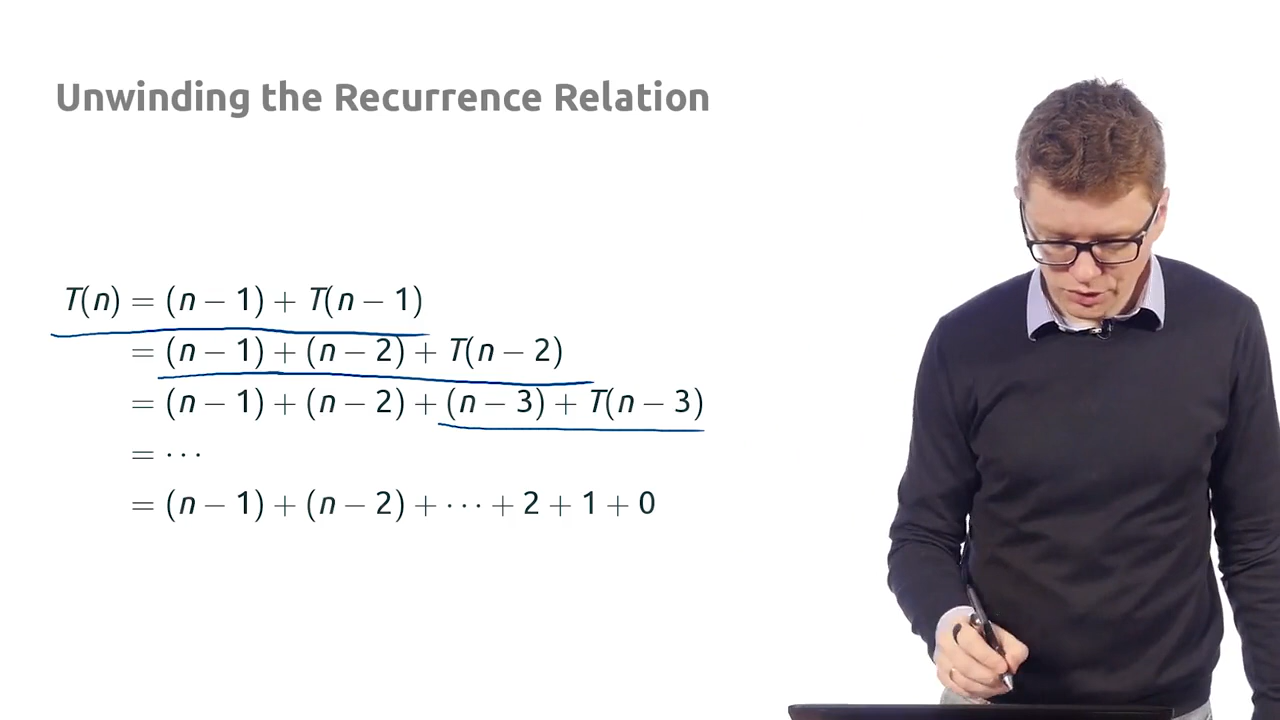 Unwinding the Recurrence Relation
T(n) = (n − 1) + T(n − 1)
= (n − 1) + (n − 2) + T(n − 2)
= (n − 1) + (n − 2) + (n − 3) + T(n − 3)
= ···
= (n − 1) + (n − 2) + ··· + 2 + 1 + 0